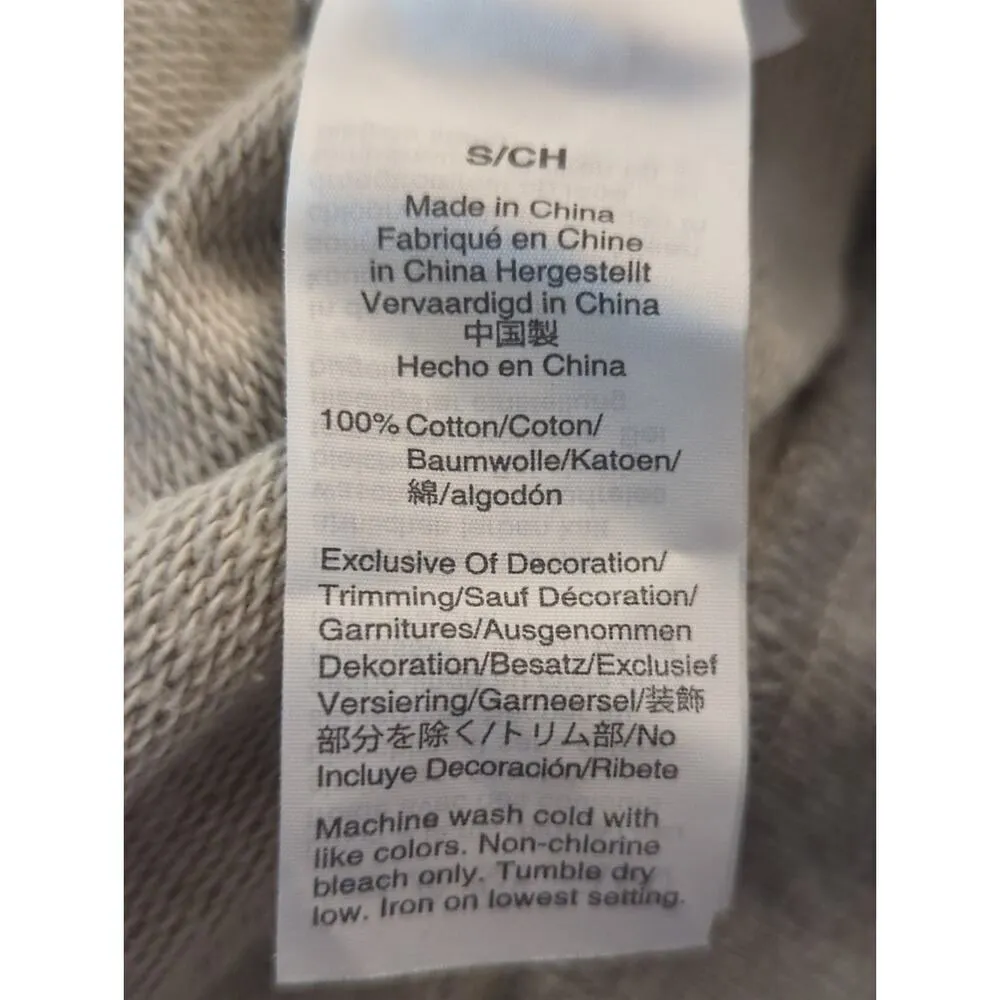 S/CH
Made in China
Fabriqué en Chine
in China Hergestellt
Vervaardigd in China
中国製
Hecho en China
100% Cotton/Coton/
Baumwolle/Katoen/
綿/algodón
Exclusive Of Decoration/
Trimming/Sauf Décoration/
Garnitures/Ausgenommen
Dekoration/Besatz/Exclusief
Versiering/Garneersel/装飾
部分を除く/トリム部/No
Incluye Decoración/Ribete
Machine wash cold with
like colors. Non-chlorine
bleach only. Tumble dry
low. Iron on lowest setting.